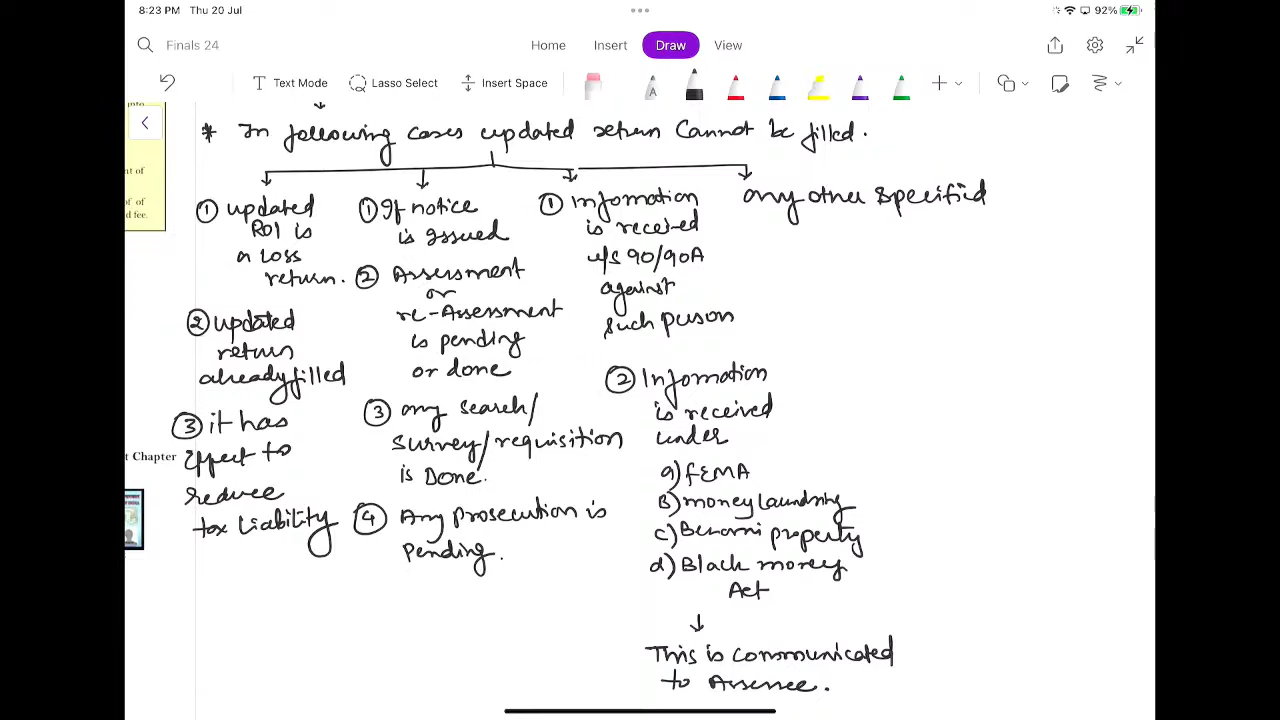 8:23 PM Thu 20 Jul
92%
Finals 24
Home Insert Draw View
Text Mode Lasso Select Insert Space
nt of
of
d fee.
t Chapter
* In following cases updated return Cannot be filled.
① updated
ROI is
a Loss
return.
② updated
return
already filled
③ it has
effect to
reduce
tax Liability
① If notice
is issued
② Assessment
or
re-Assessment
is pending
or done
③ any search/
survey/requisition
is Done.
④ Any prosecution is
pending.
① Information
is received
u/s 90/90A
against
such person
② Information
is received
under
a) FEMA
B) money laundring
c) Benami property
d) Black money
Act
↓
This is communicated
to Assessee.
any other specified